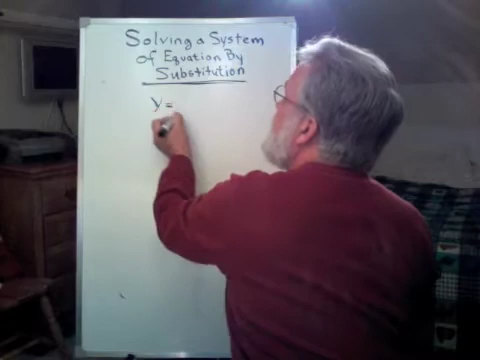 Solving a System
of Equation By
Substitution
y =